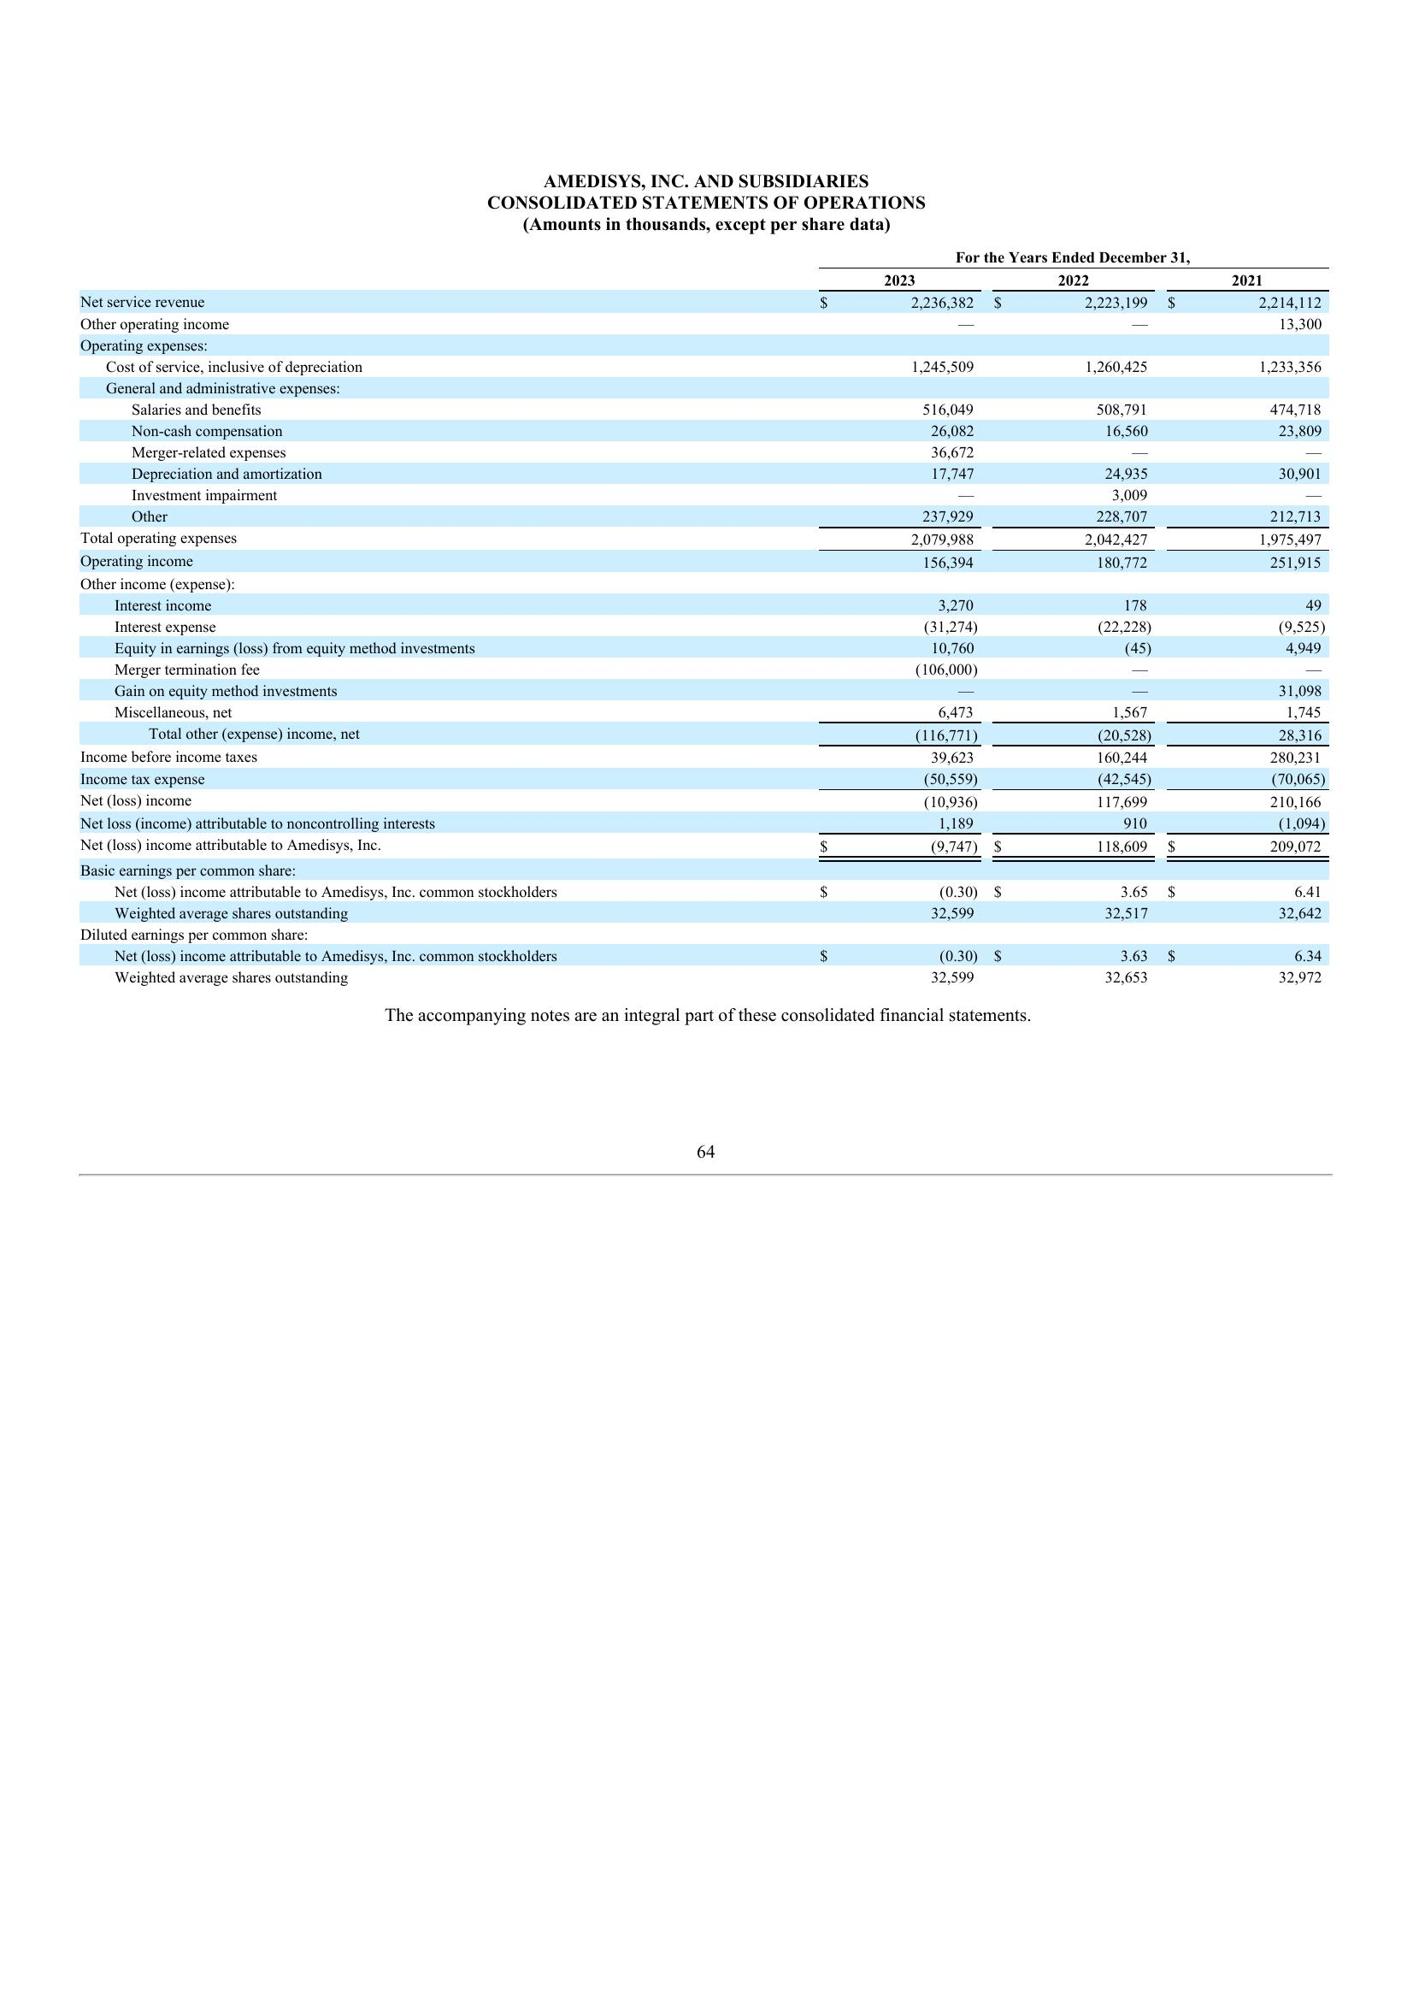 AMEDISYS, INC. AND SUBSIDIARIES
CONSOLIDATED STATEMENTS OF OPERATIONS
(Amounts in thousands, except per share data)
For the Years Ended December 31,
2023 2022 2021
Net service revenue $ 2,236,382 $ 2,223,199 $ 2,214,112
Other operating income — — 13,300
Operating expenses:
Cost of service, inclusive of depreciation 1,245,509 1,260,425 1,233,356
General and administrative expenses:
Salaries and benefits 516,049 508,791 474,718
Non-cash compensation 26,082 16,560 23,809
Merger-related expenses 36,672 — —
Depreciation and amortization 17,747 24,935 30,901
Investment impairment — 3,009 —
Other 237,929 228,707 212,713
Total operating expenses 2,079,988 2,042,427 1,975,497
Operating income 156,394 180,772 251,915
Other income (expense):
Interest income 3,270 178 49
Interest expense (31,274) (22,228) (9,525)
Equity in earnings (loss) from equity method investments 10,760 (45) 4,949
Merger termination fee (106,000) — —
Gain on equity method investments — — 31,098
Miscellaneous, net 6,473 1,567 1,745
Total other (expense) income, net (116,771) (20,528) 28,316
Income before income taxes 39,623 160,244 280,231
Income tax expense (50,559) (42,545) (70,065)
Net (loss) income (10,936) 117,699 210,166
Net loss (income) attributable to noncontrolling interests 1,189 910 (1,094)
Net (loss) income attributable to Amedisys, Inc. $ (9,747) $ 118,609 $ 209,072
Basic earnings per common share:
Net (loss) income attributable to Amedisys, Inc. common stockholders $ (0.30) $ 3.65 $ 6.41
Weighted average shares outstanding 32,599 32,517 32,642
Diluted earnings per common share:
Net (loss) income attributable to Amedisys, Inc. common stockholders $ (0.30) $ 3.63 $ 6.34
Weighted average shares outstanding 32,599 32,653 32,972
The accompanying notes are an integral part of these consolidated financial statements.
64